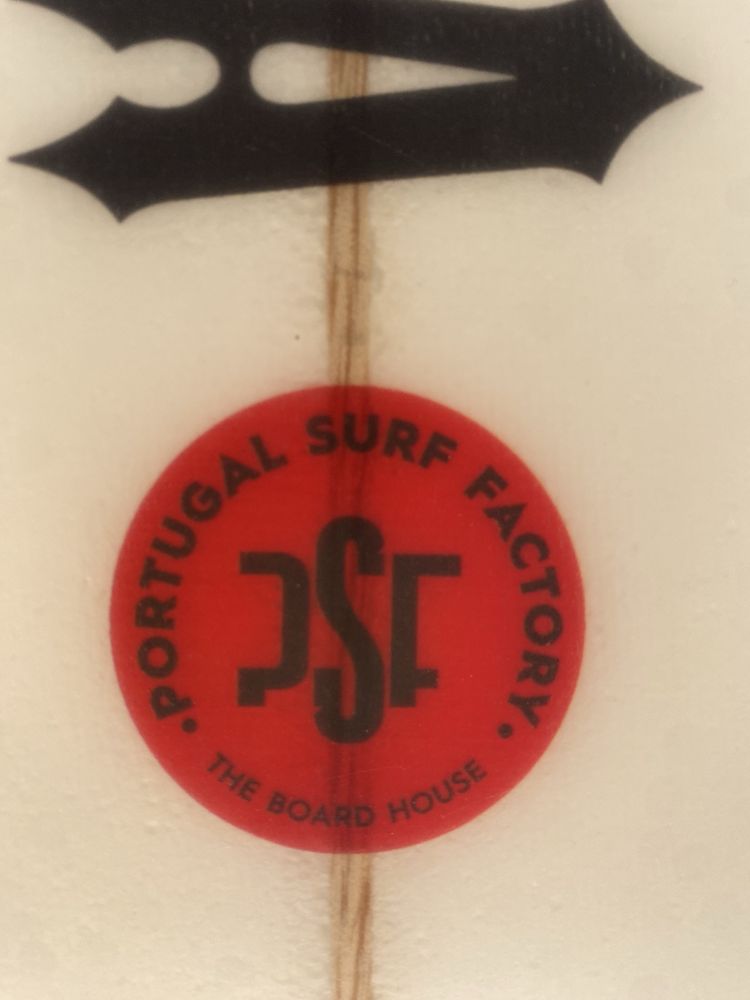 PORTUGAL SURF FACTORY
PSF
THE BOARD HOUSE